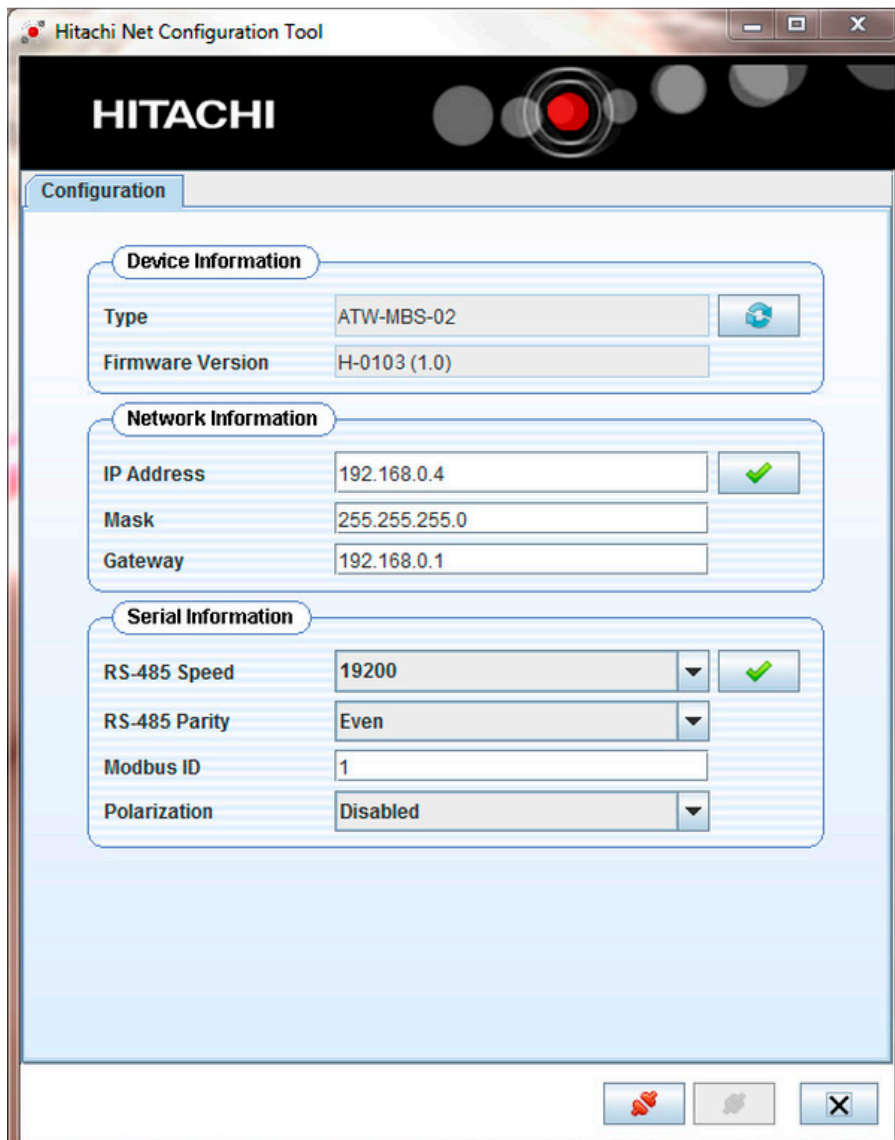 Hitachi Net Configuration Tool
HITACHI
Configuration
Device Information
Type ATW-MBS-02
Firmware Version H-0103 (1.0)
Network Information
IP Address 192.168.0.4
Mask 255.255.255.0
Gateway 192.168.0.1
Serial Information
RS-485 Speed 19200
RS-485 Parity Even
Modbus ID 1
Polarization Disabled